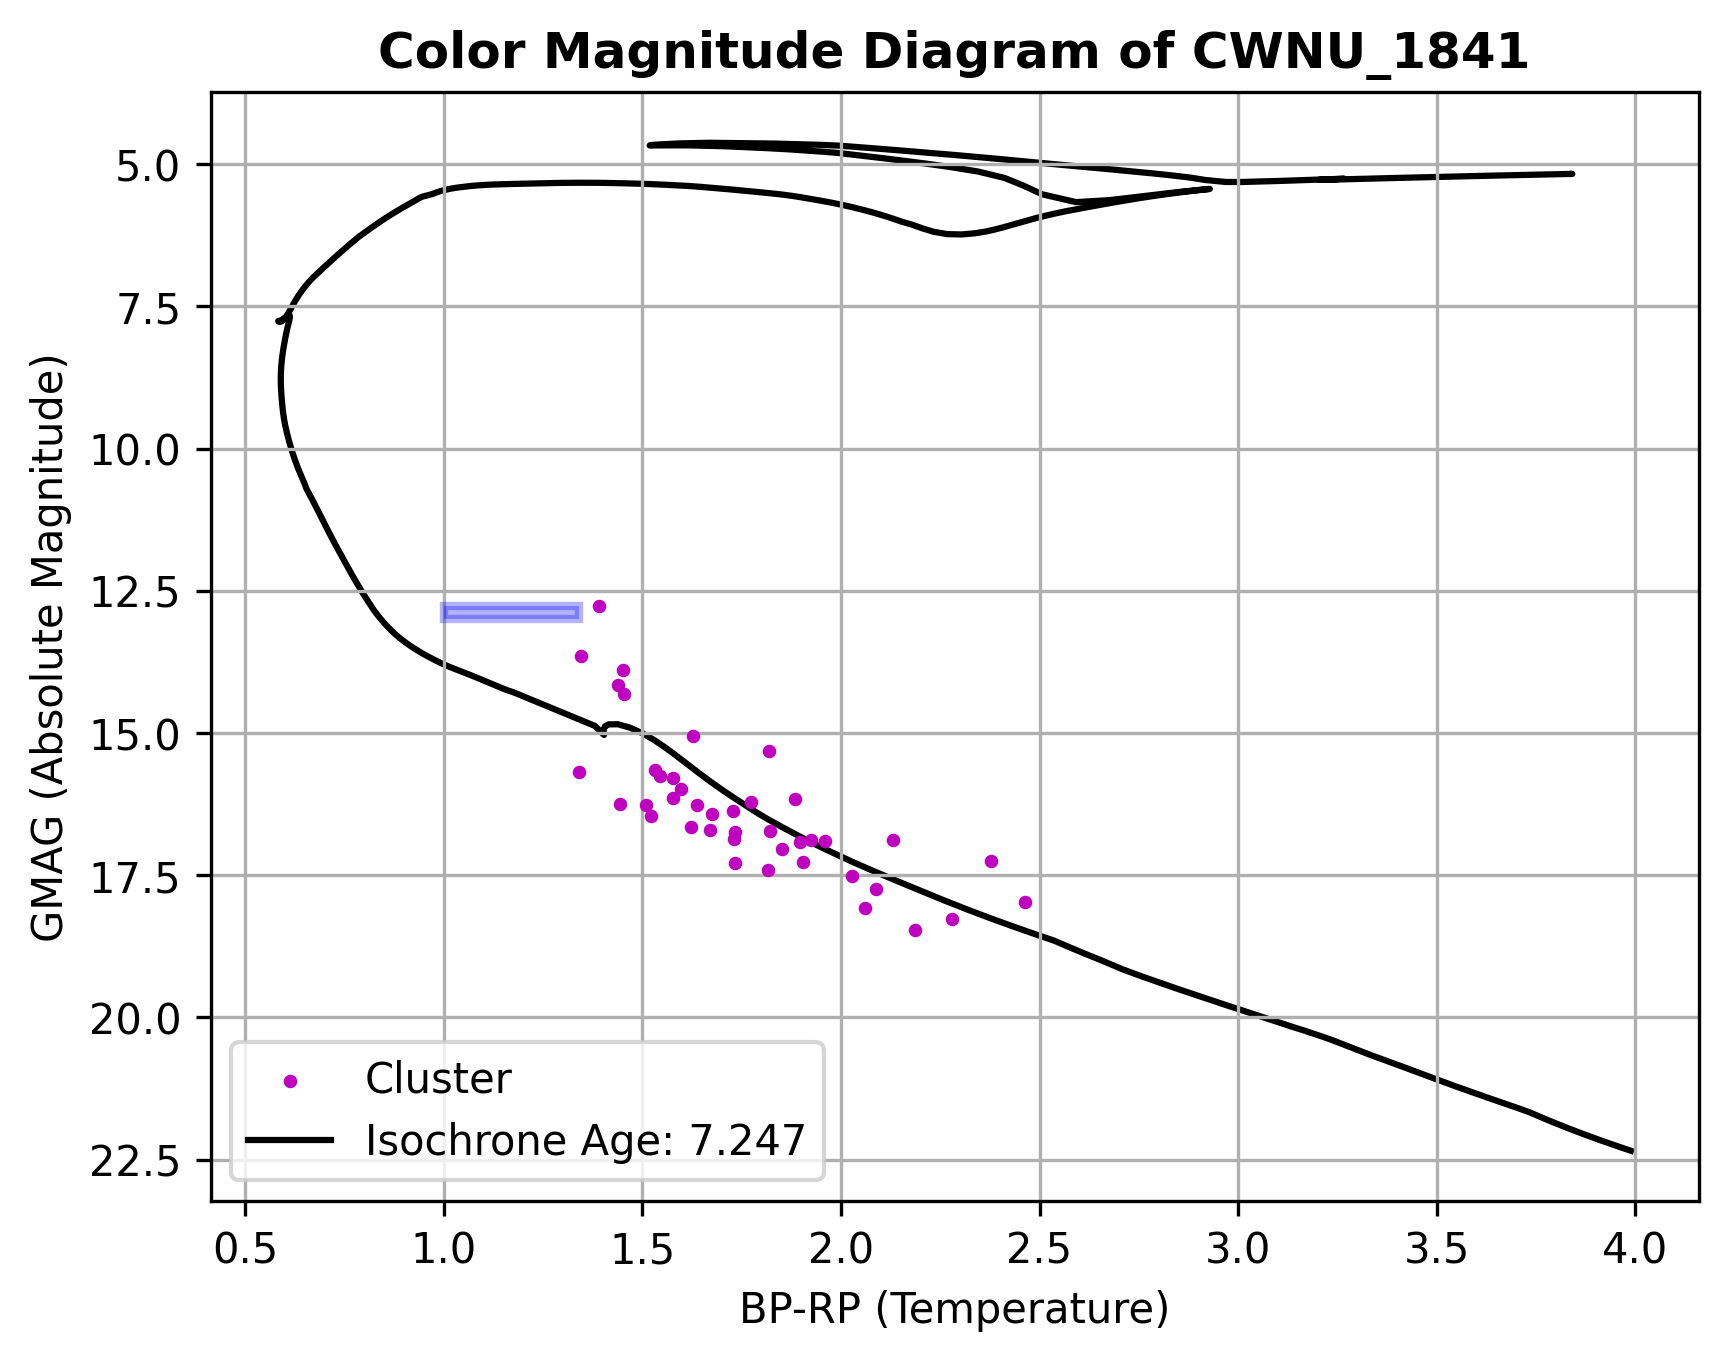 Color Magnitude Diagram of CWNU_1841
GMAG (Absolute Magnitude)
5.0
7.5
10.0
12.5
15.0
17.5
20.0
22.5
Cluster
Isochrone Age: 7.247
0.5 1.0 1.5 2.0 2.5 3.0 3.5 4.0
BP-RP (Temperature)